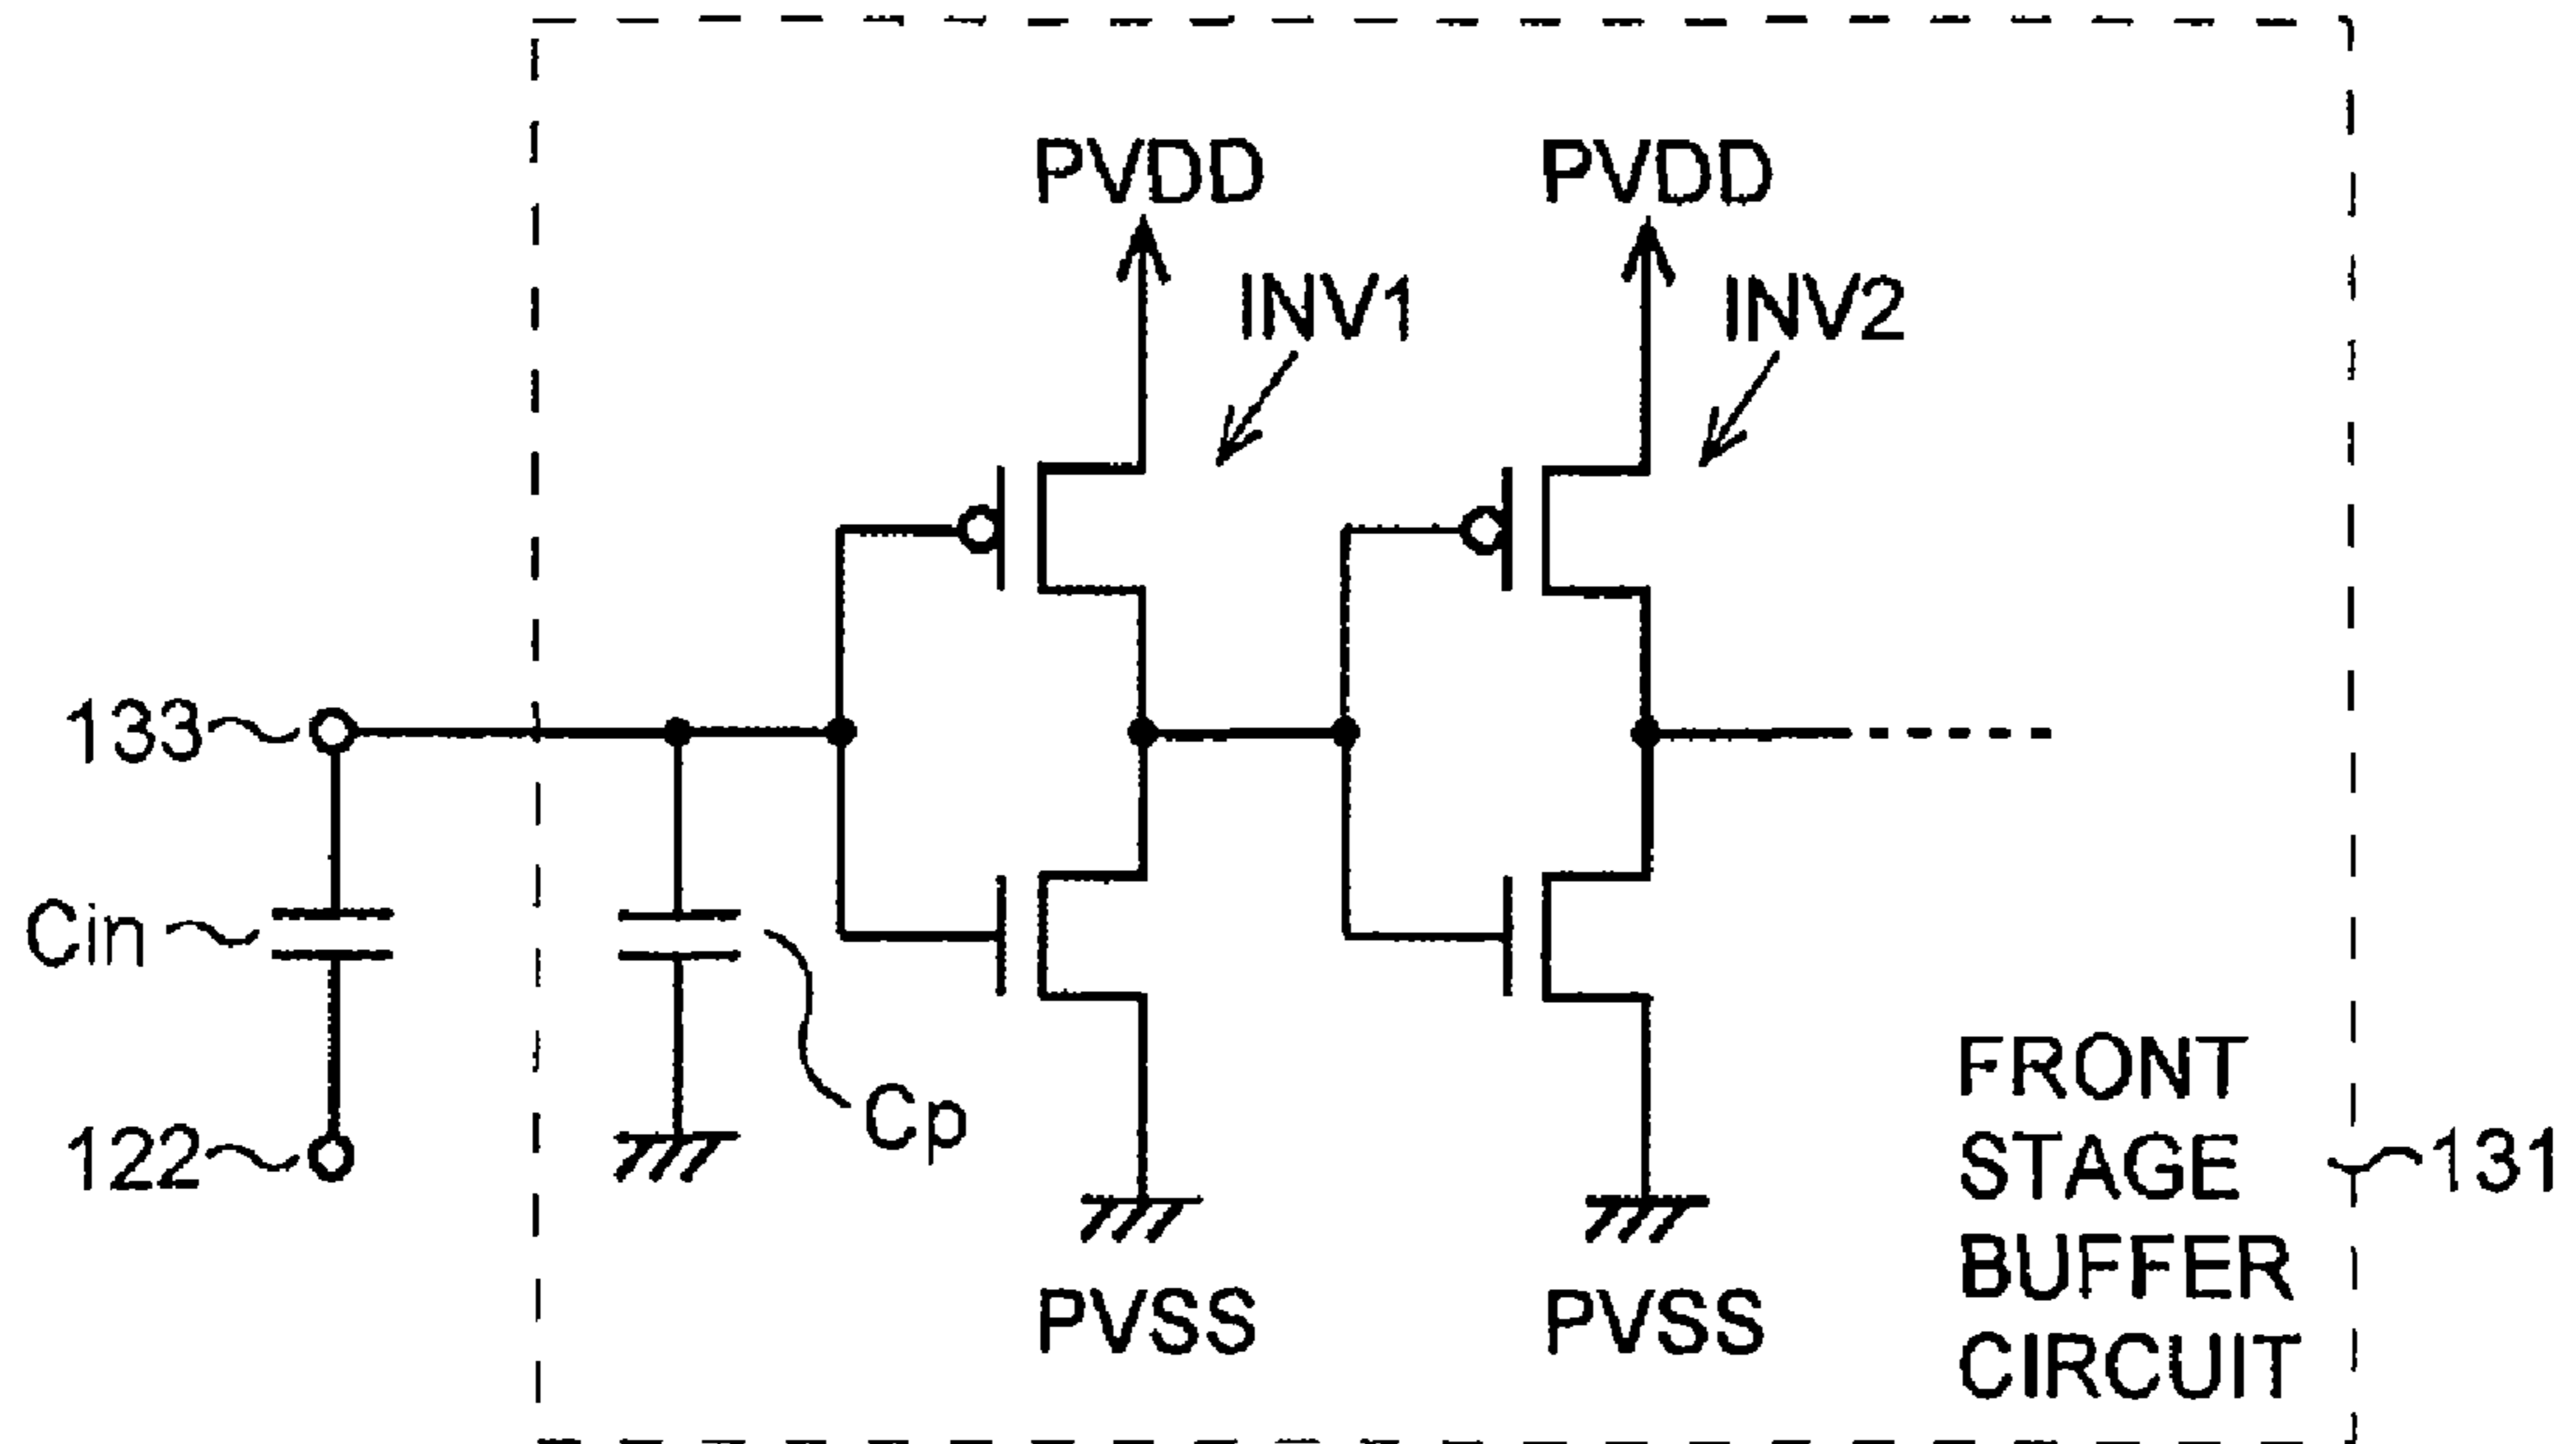 PVDD
PVDD
INV1
INV2
133
Cin
Cp
122
FRONT
STAGE
BUFFER
CIRCUIT
131
PVSS
PVSS